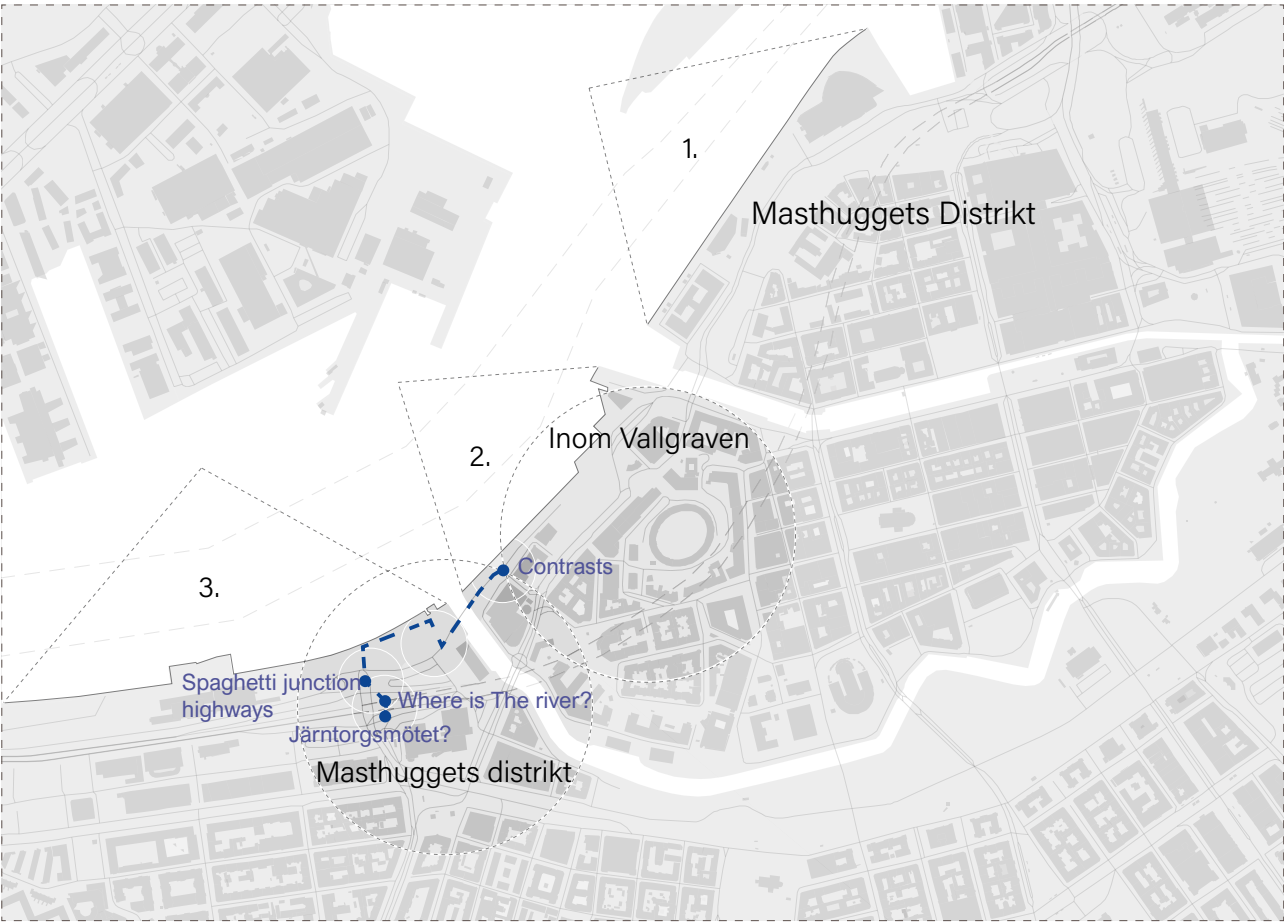 1.
Masthuggets Distrikt
Inom Vallgraven
2.
Contrasts
3.
Spaghetti junction
highways
Where is The river?
Järntorgsmötet?
Masthuggets distrikt